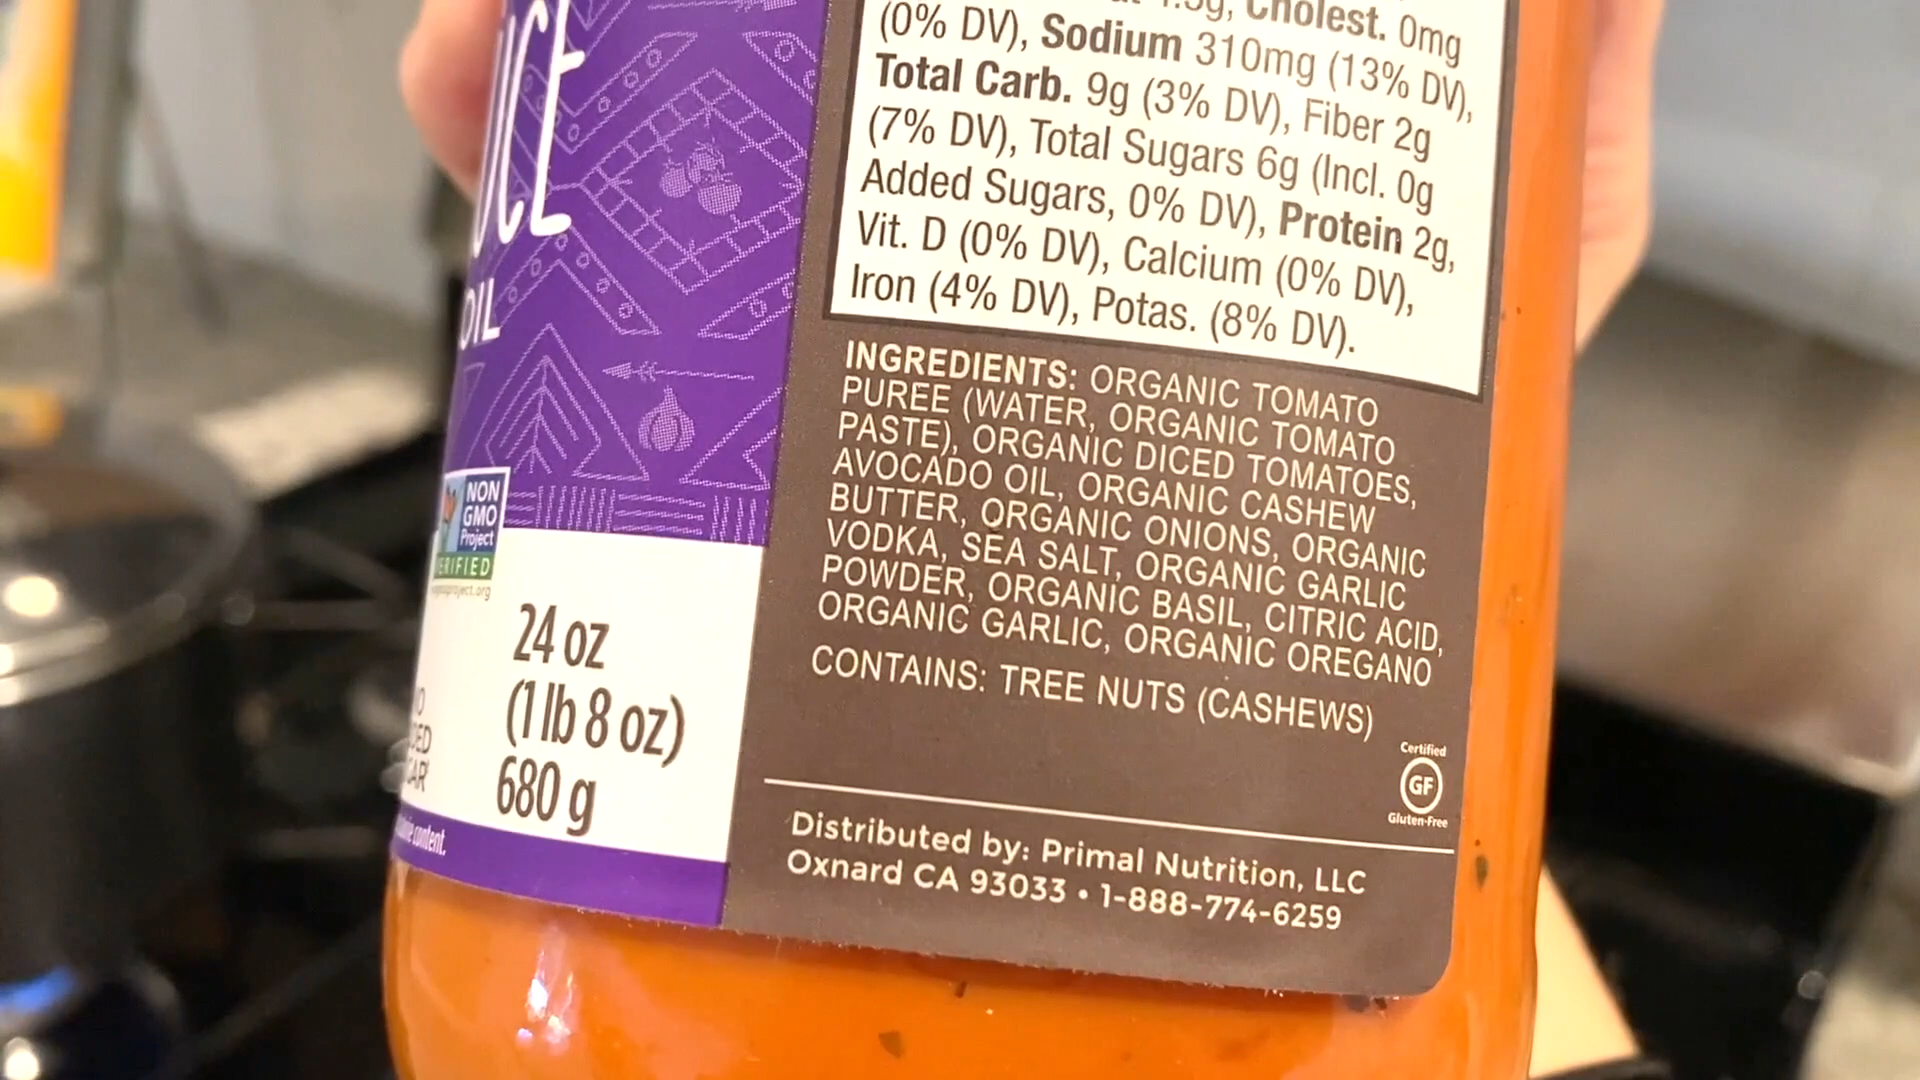 OIL
NON
GMO
Project
VERIFIED
24 oz
(1 lb 8 oz)
680 g
content.
1.5g, Cholest. 0mg
(0% DV), Sodium 310mg (13% DV),
Total Carb. 9g (3% DV), Fiber 2g
(7% DV), Total Sugars 6g (Incl. 0g
Added Sugars, 0% DV), Protein 2g,
Vit. D (0% DV), Calcium (0% DV),
Iron (4% DV), Potas. (8% DV).
INGREDIENTS: ORGANIC TOMATO
PUREE (WATER, ORGANIC TOMATO
PASTE), ORGANIC DICED TOMATOES,
AVOCADO OIL, ORGANIC CASHEW
BUTTER, ORGANIC ONIONS, ORGANIC
VODKA, SEA SALT, ORGANIC GARLIC
POWDER, ORGANIC BASIL, CITRIC ACID,
ORGANIC GARLIC, ORGANIC OREGANO
CONTAINS: TREE NUTS (CASHEWS)
Certified
GF
Gluten-Free
Distributed by: Primal Nutrition, LLC
Oxnard CA 93033 • 1-888-774-6259